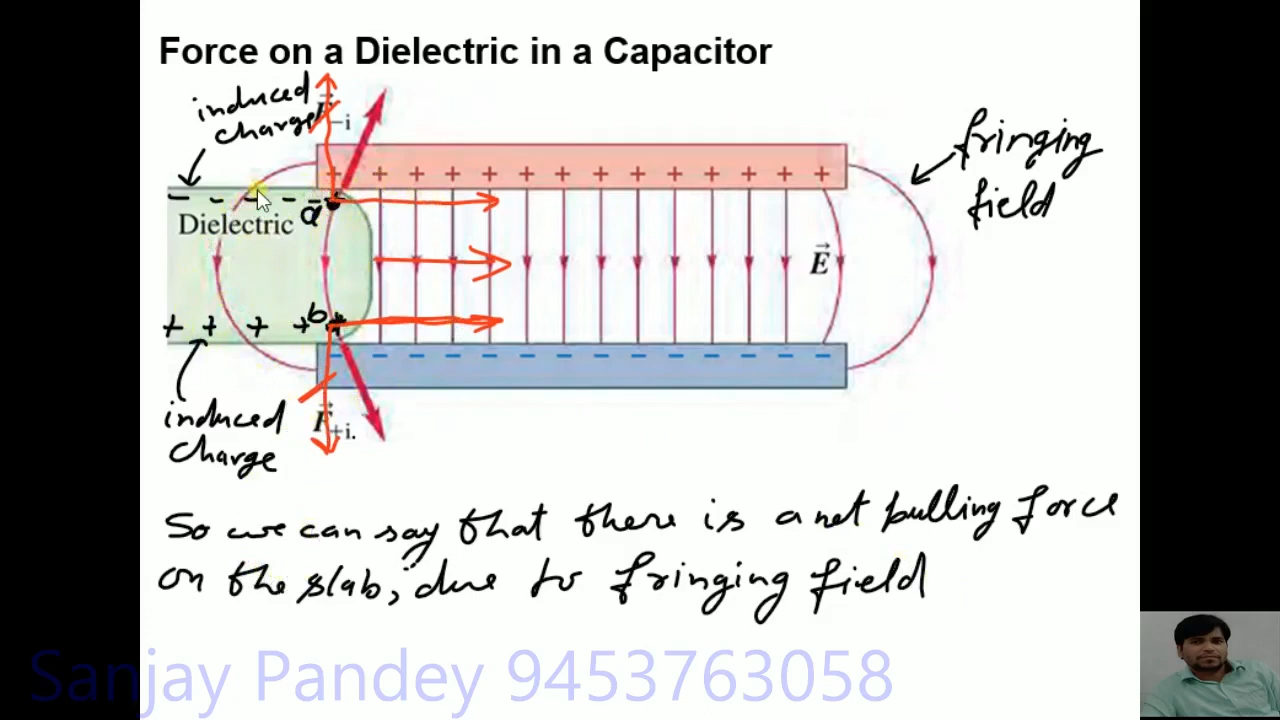 Force on a Dielectric in a Capacitor
induced
charge
F-i
fringing
field
+ + + + + + + + + + + + + +
- - - -
a
Dielectric
E
b
+ + + + +
- - - - - - - - - - - - - -
induced
charge
F+i.
So we can say that there is a net pulling force
on the slab, due to fringing field
Sanjay Pandey 9453763058